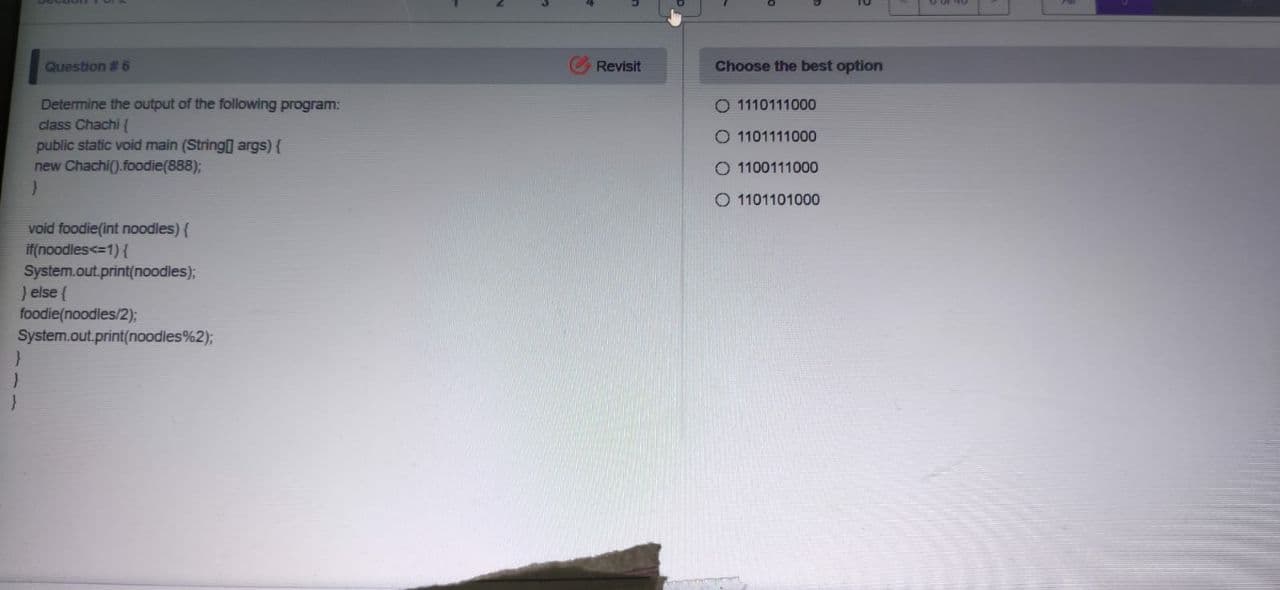 Question # 6
Revisit
Determine the output of the following program:
class Chachi {
public static void main (String[] args) {
new Chachi().foodie(888);
}
void foodie(int noodles) {
if(noodles<=1) {
System.out.print(noodles);
} else {
foodie(noodles/2);
System.out.print(noodles%2);
}
}
}
Choose the best option
1110111000
1101111000
1100111000
1101101000